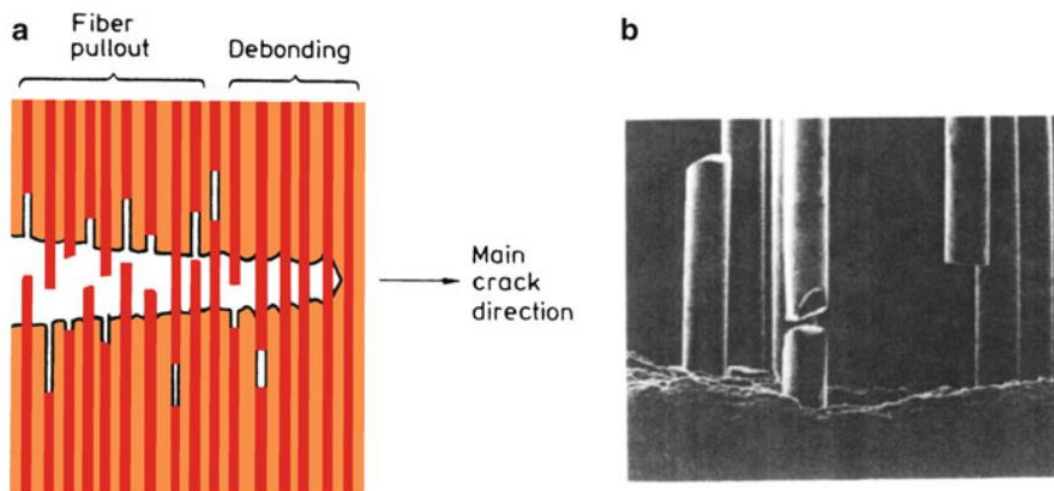 a
Fiber
pullout
Debonding
Main
crack
direction
b